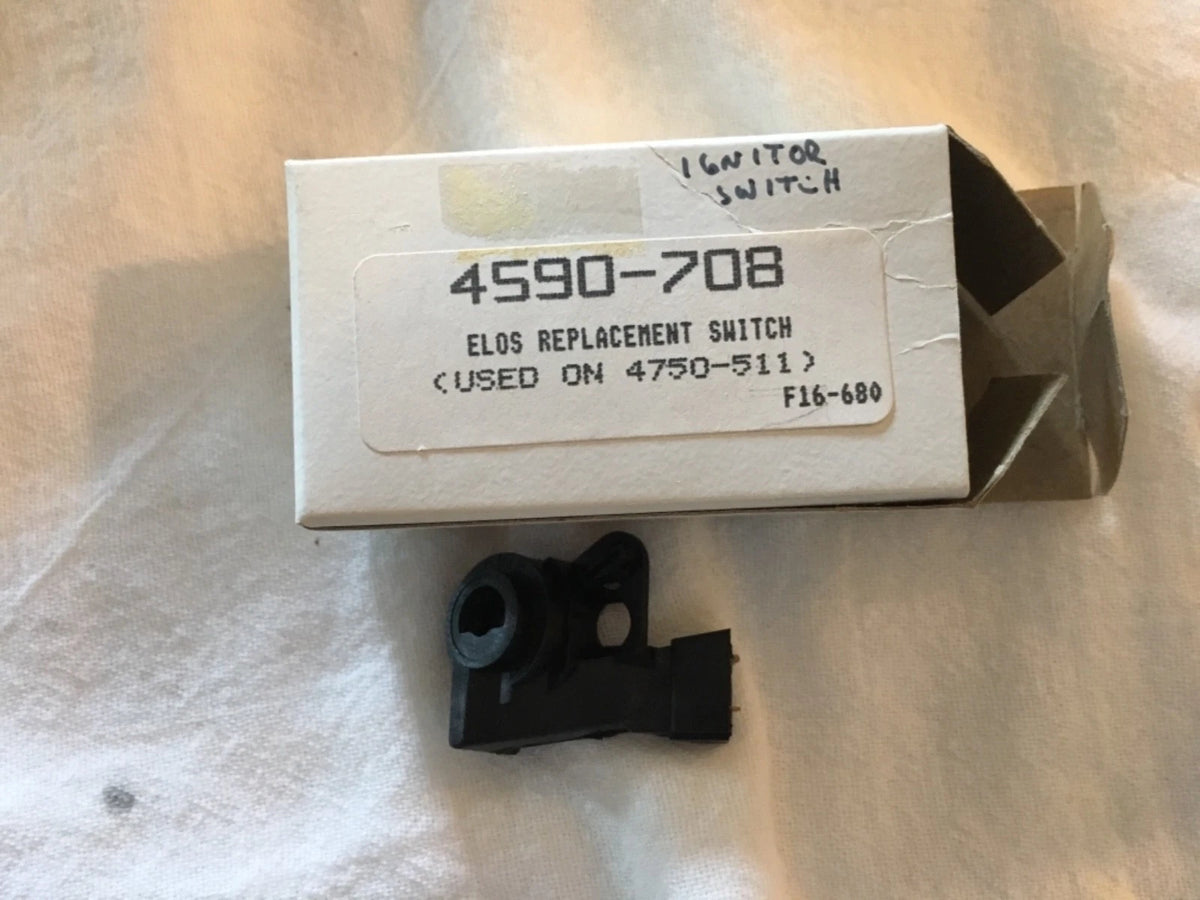 IGNITOR
SWITCH
4590-708
ELOS REPLACEMENT SWITCH
(USED ON 4750-511)
F16-680